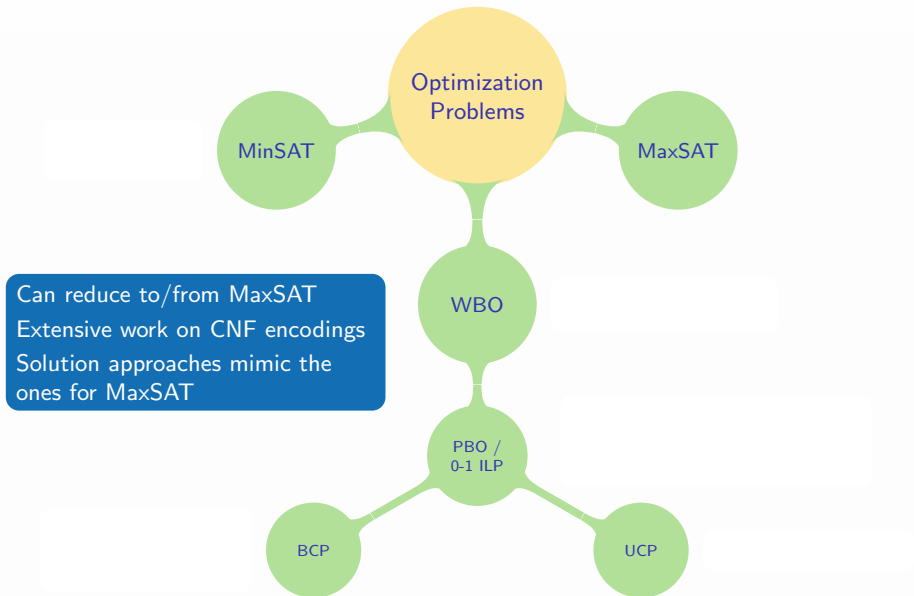 Optimization
Problems
MinSAT
MaxSAT
WBO
Can reduce to/from MaxSAT
Extensive work on CNF encodings
Solution approaches mimic the
ones for MaxSAT
PBO /
0-1 ILP
BCP
UCP